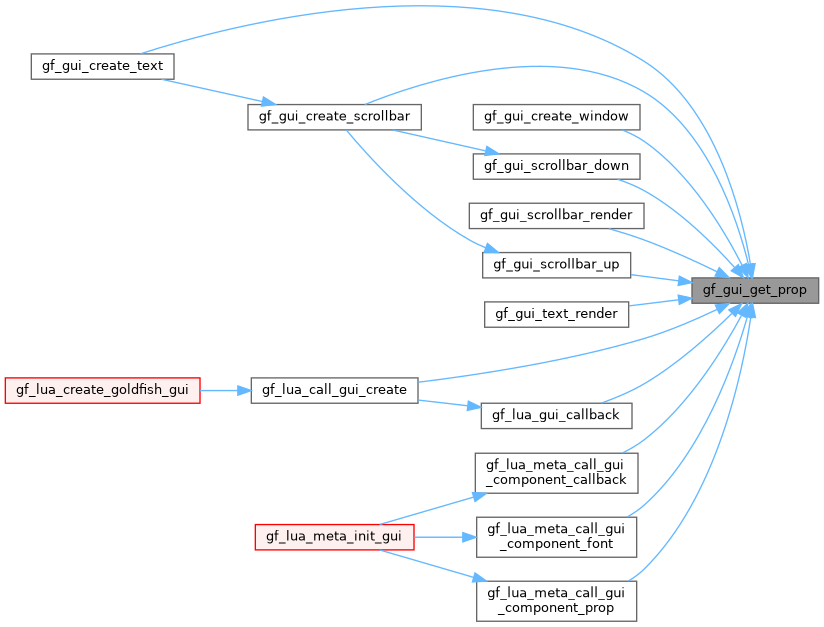 gf_gui_create_text
gf_gui_create_scrollbar
gf_gui_create_window
gf_gui_scrollbar_down
gf_gui_scrollbar_render
gf_gui_scrollbar_up
gf_gui_get_prop
gf_gui_text_render
gf_lua_create_goldfish_gui
gf_lua_call_gui_create
gf_lua_gui_callback
gf_lua_meta_call_gui
_component_callback
gf_lua_meta_init_gui
gf_lua_meta_call_gui
_component_font
gf_lua_meta_call_gui
_component_prop